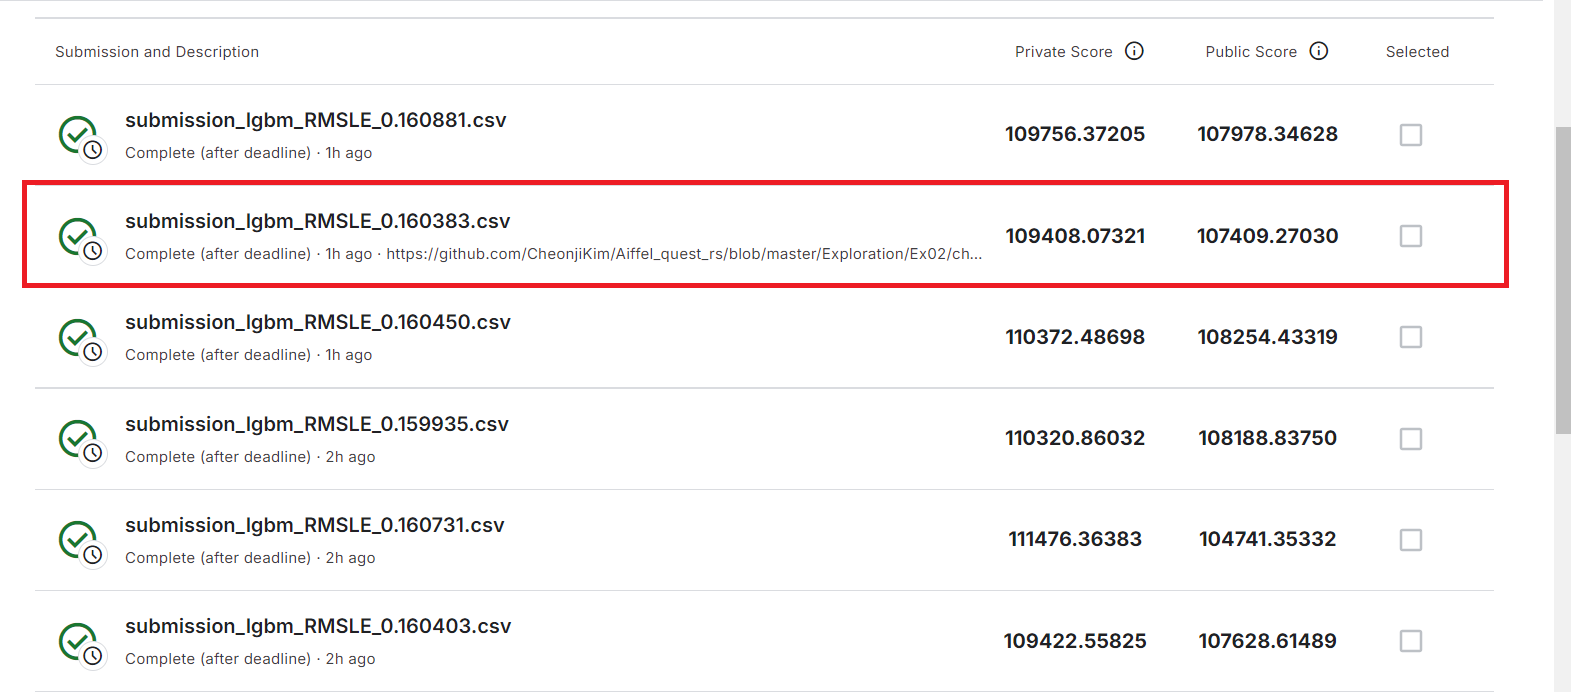 Submission and Description Private Score Public Score Selected
submission_lgbm_RMSLE_0.160881.csv
Complete (after deadline) · 1h ago
109756.37205 107978.34628
submission_lgbm_RMSLE_0.160383.csv
Complete (after deadline) · 1h ago · https://github.com/CheonjiKim/Aiffel_quest_rs/blob/master/Exploration/Ex02/ch...
109408.07321 107409.27030
submission_lgbm_RMSLE_0.160450.csv
Complete (after deadline) · 1h ago
110372.48698 108254.43319
submission_lgbm_RMSLE_0.159935.csv
Complete (after deadline) · 2h ago
110320.86032 108188.83750
submission_lgbm_RMSLE_0.160731.csv
Complete (after deadline) · 2h ago
111476.36383 104741.35332
submission_lgbm_RMSLE_0.160403.csv
Complete (after deadline) · 2h ago
109422.55825 107628.61489